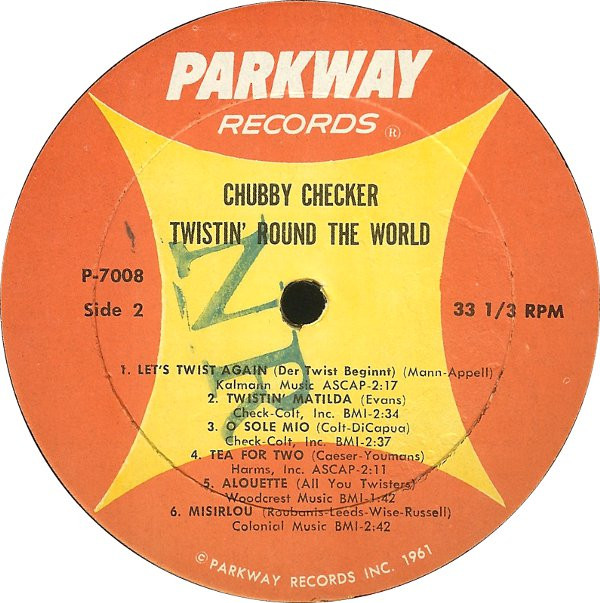 PARKWAY
RECORDS ®
CHUBBY CHECKER
TWISTIN' ROUND THE WORLD
P-7008
Side 2
33 1/3 RPM
1. LET'S TWIST AGAIN (Der Twist Beginnt) (Mann-Appell)
Kalmann Music ASCAP-2:17
2. TWISTIN' MATILDA (Evans)
Check-Colt, Inc. BMI-2:34
3. O SOLE MIO (Colt-DiCapua)
Check-Colt, Inc. BMI-2:37
4. TEA FOR TWO (Caeser-Youmans)
Harms, Inc. ASCAP-2:11
5. ALOUETTE (All You Twisters)
Woodcrest Music BMI-1:42
6. MISIRLOU (Roubanis-Leeds-Wise-Russell)
Colonial Music BMI-2:42
© PARKWAY RECORDS INC. 1961